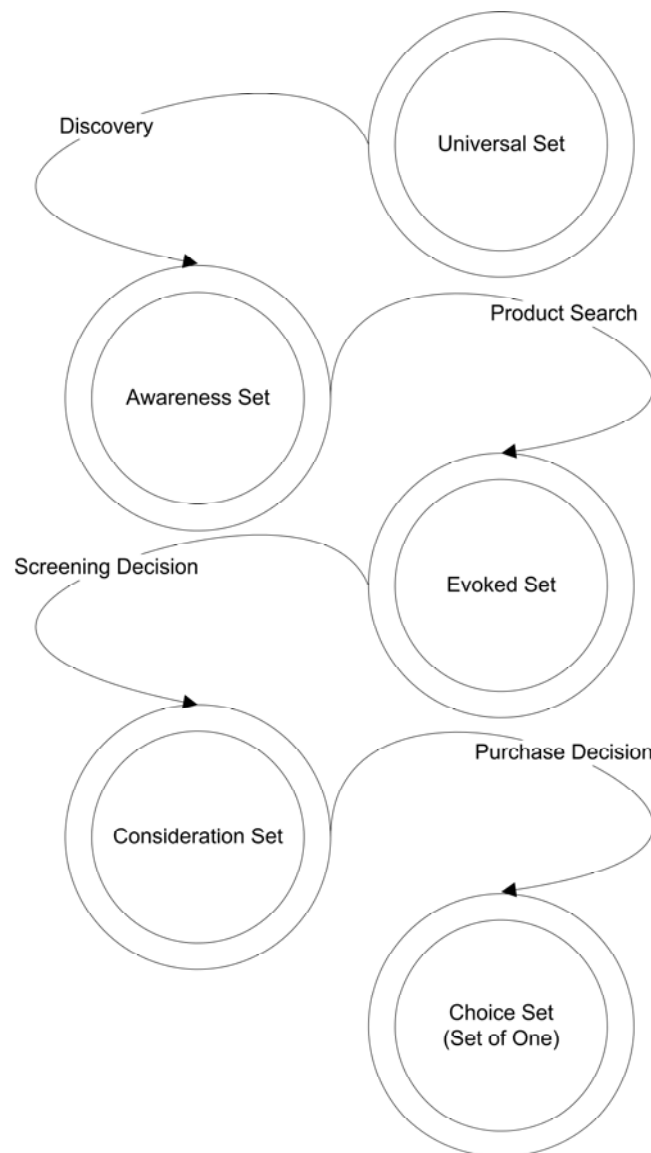 Universal Set
Discovery
Awareness Set
Product Search
Evoked Set
Screening Decision
Consideration Set
Purchase Decision
Choice Set
(Set of One)